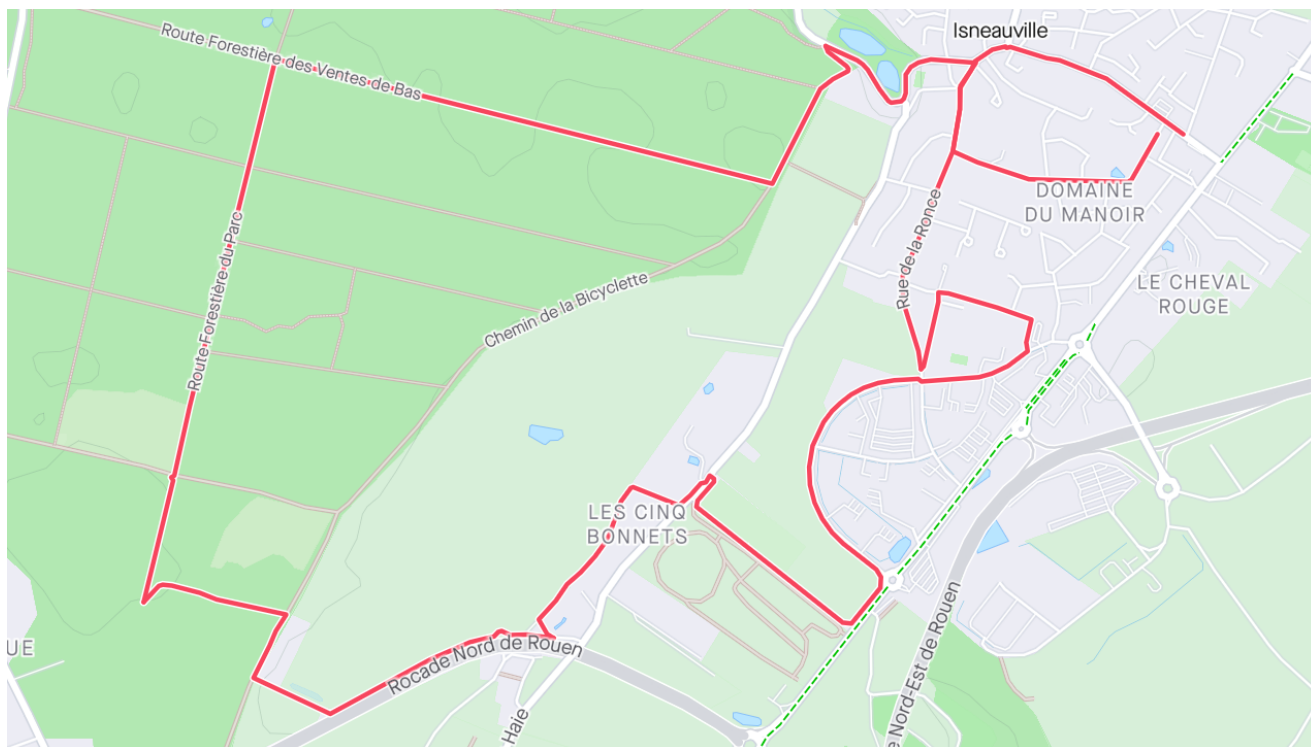 Isneauville
Route Forestière des Ventes de Bas
DOMAINE
DU MANOIR
Route Forestière du Parc
Rue de la Ronce
LE CHEVAL
ROUGE
Chemin de la Bicyclette
LES CINQ
BONNETS
UE
Rocade Nord de Rouen
Haie
e Nord-Est de Rouen